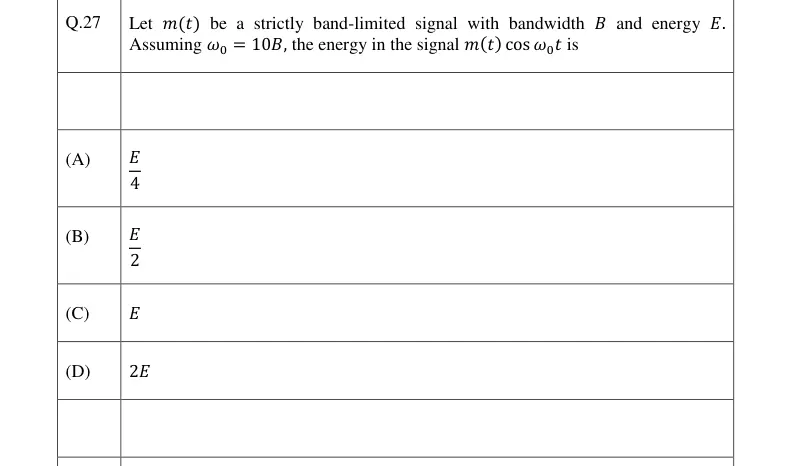 Q.27 Let m(t) be a strictly band-limited signal with bandwidth B and energy E.
Assuming ω₀ = 10B, the energy in the signal m(t) cos ω₀t is
(A) E/4
(B) E/2
(C) E
(D) 2E